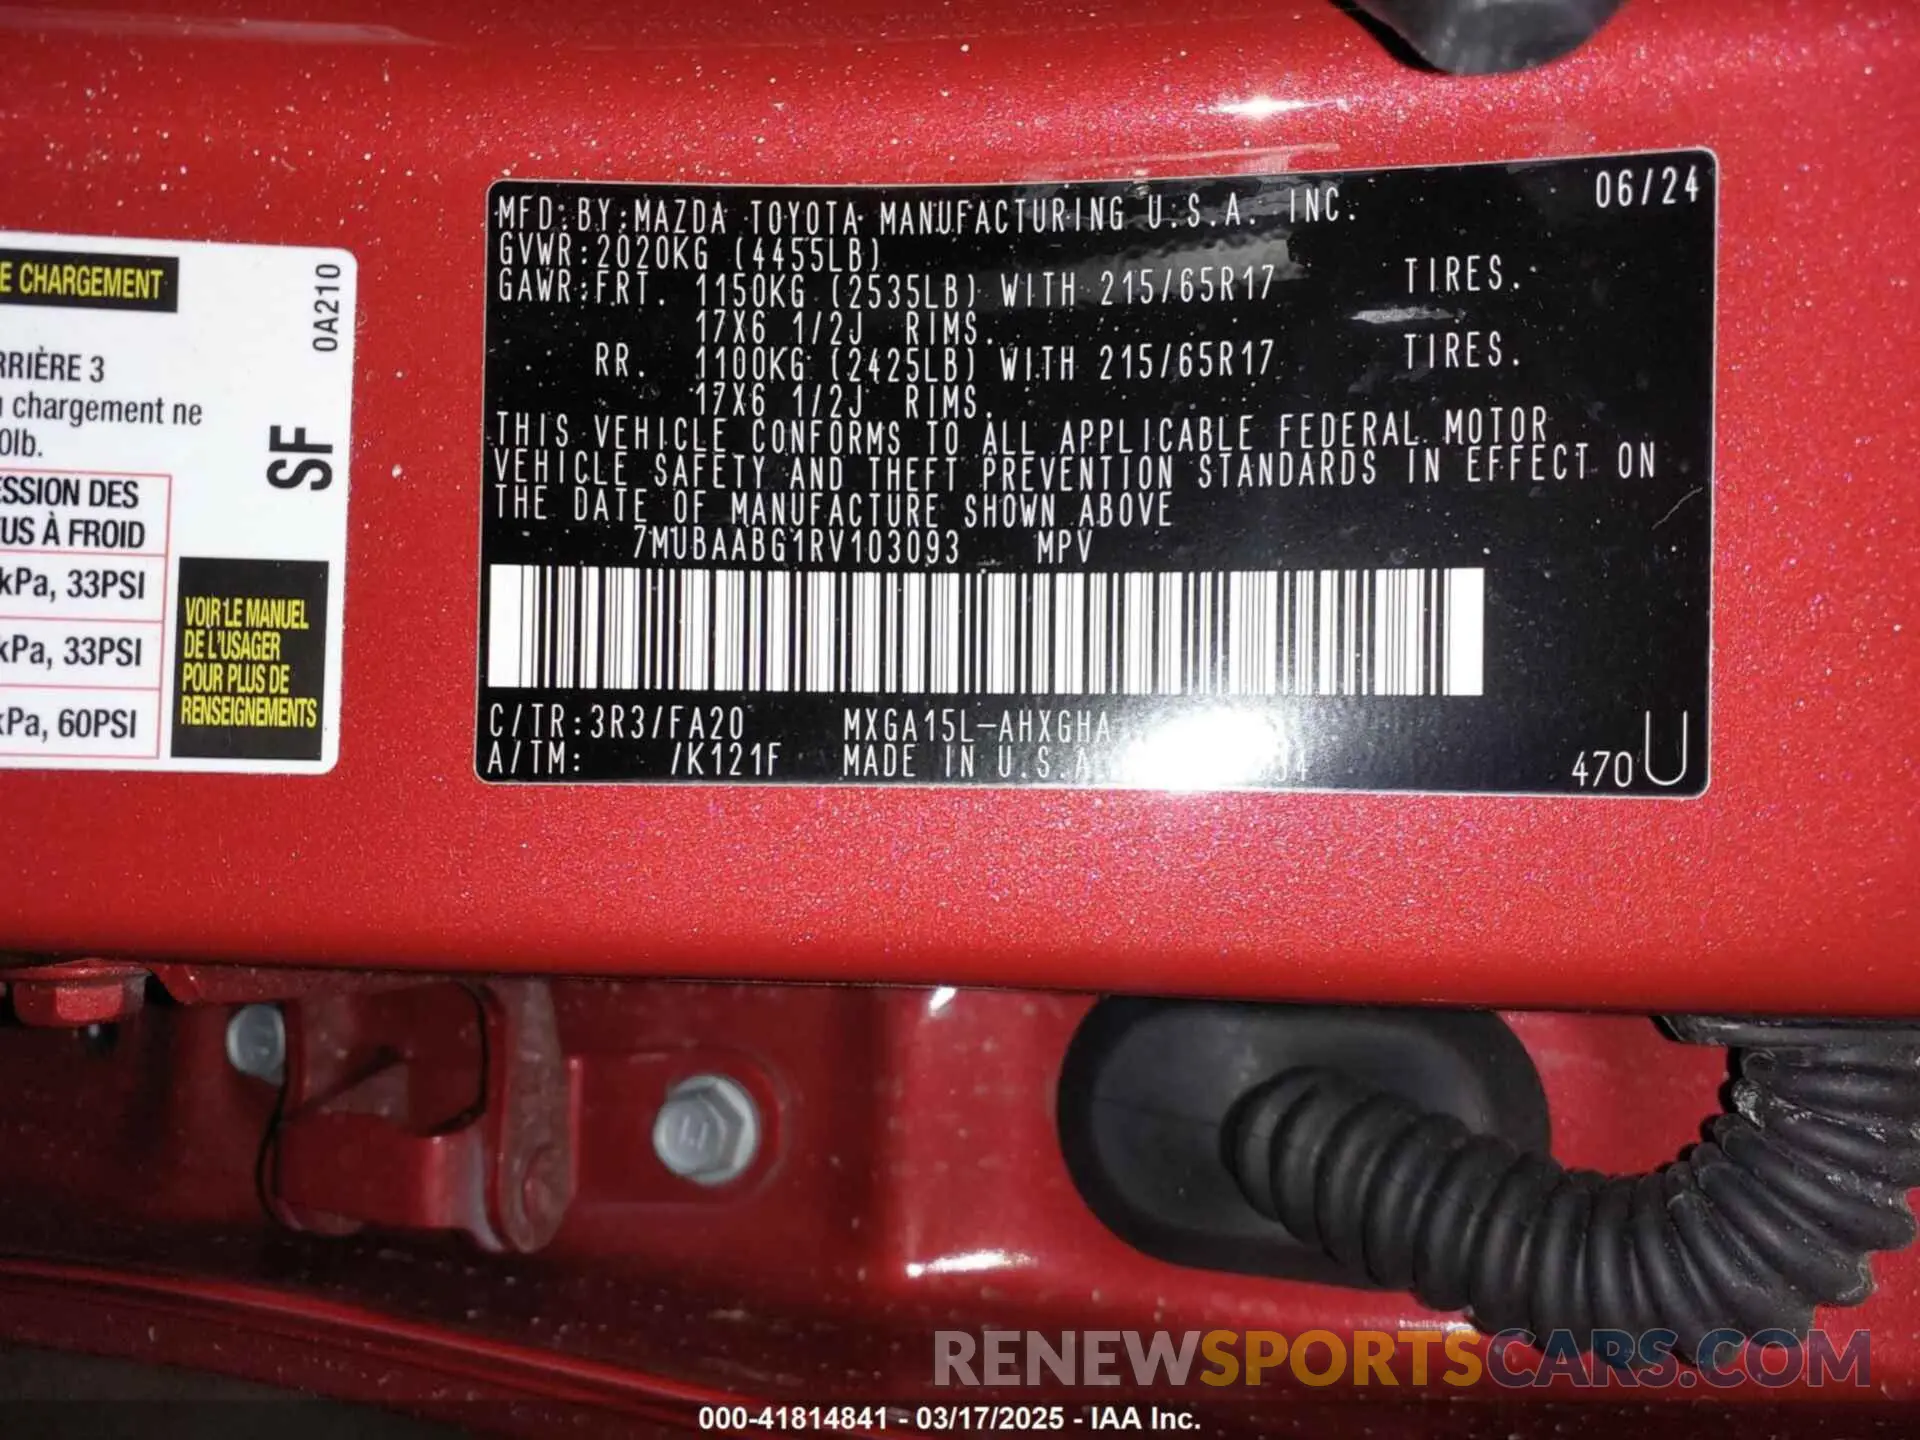 E CHARGEMENT
0A210
RRIÈRE 3
chargement ne
0lb.
SF
ESSION DES
US À FROID
kPa, 33PSI
kPa, 33PSI
kPa, 60PSI
VOIR LE MANUEL
DE L'USAGER
POUR PLUS DE
RENSEIGNEMENTS
06/24
MFD.BY:MAZDA TOYOTA MANUFACTURING U.S.A. INC.
GVWR:2020KG (4455LB)
GAWR:FRT. 1150KG (2535LB) WITH 215/65R17 TIRES.
17X6 1/2J RIMS.
RR. 1100KG (2425LB) WITH 215/65R17 TIRES.
17X6 1/2J RIMS.
THIS VEHICLE CONFORMS TO ALL APPLICABLE FEDERAL MOTOR
VEHICLE SAFETY AND THEFT PREVENTION STANDARDS IN EFFECT ON
THE DATE OF MANUFACTURE SHOWN ABOVE
7MUBAABG1RV103093 MPV
C/TR:3R3/FA20 MXGA15L-AHXGHA
A/TM: /K121F MADE IN U.S.A.
470 U
RENEWSPORTSCARS.COM
000-41814841 - 03/17/2025 - IAA Inc.